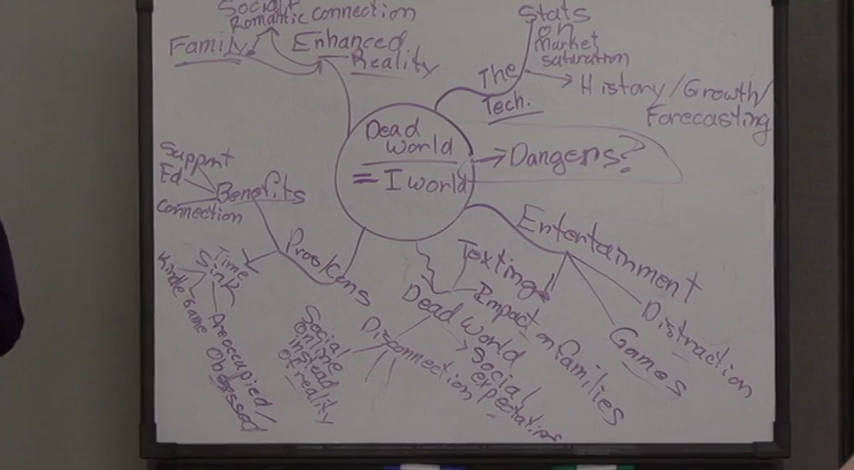 Social +
Romantic connection
Family
Enhanced
Reality
Stats
on
market
saturation
The
Tech.
History/Growth/
Forecasting
Dead
world
= I world
Dangers?
Support
Ed
Connection
Benefits
Pros/Cons
Time
Sink
Kindle Game
Preoccupied/
Obsessed
Entertainment
Distraction
Games
Texting
Impact on families
Dead World
Social
expectations
Disconnection
Social
online
instead
of reality